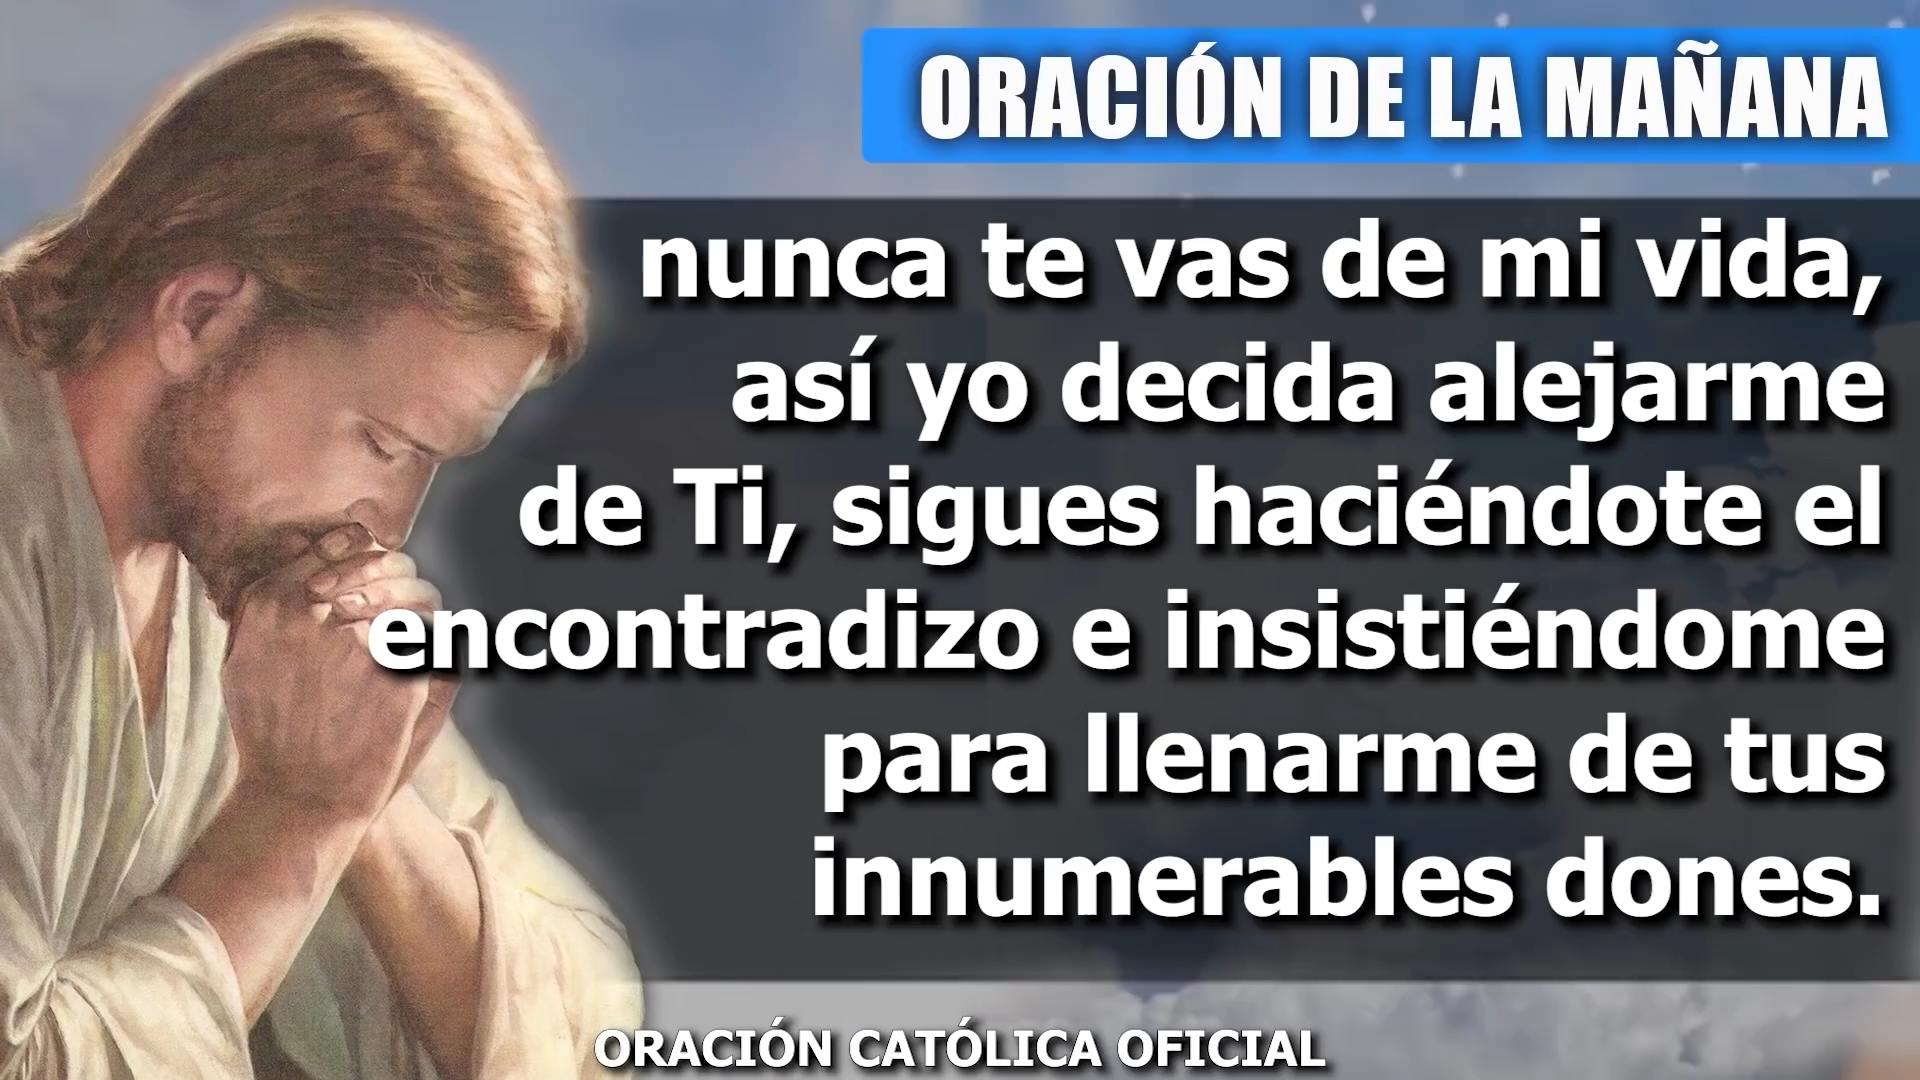 ORACIÓN DE LA MAÑANA
nunca te vas de mi vida,
así yo decida alejarme
de Ti, sigues haciéndote el
encontradizo e insistiéndome
para llenarme de tus
innumerables dones.
ORACIÓN CATÓLICA OFICIAL